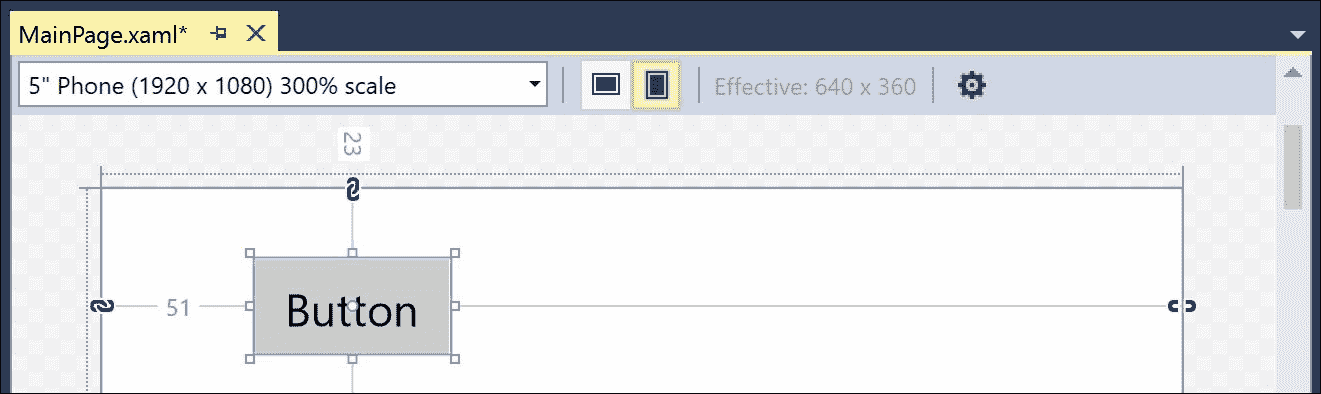 MainPage.xaml*
5" Phone (1920 x 1080) 300% scale Effective: 640 x 360
23
51
Button